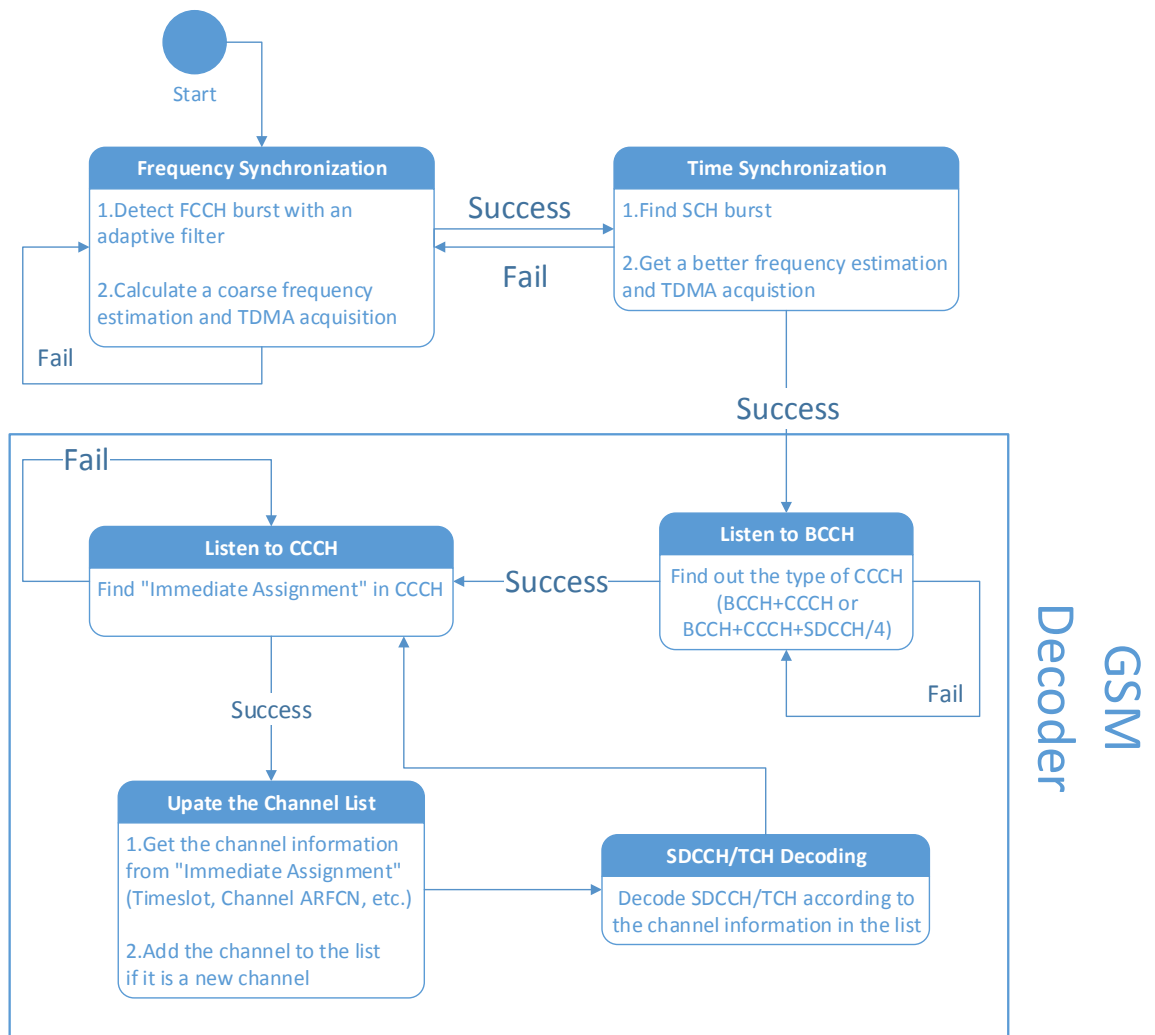 Start
Frequency Synchronization
1.Detect FCCH burst with an
adaptive filter
2.Calculate a coarse frequency
estimation and TDMA acquisition
Fail
Success
Fail
Time Synchronization
1.Find SCH burst
2.Get a better frequency estimation
and TDMA acquistion
Success
Fail
Listen to CCCH
Find "Immediate Assignment" in CCCH
Success
Listen to BCCH
Find out the type of CCCH
(BCCH+CCCH or
BCCH+CCCH+SDCCH/4)
Fail
Success
Upate the Channel List
1.Get the channel information
from "Immediate Assignment"
(Timeslot, Channel ARFCN, etc.)
2.Add the channel to the list
if it is a new channel
SDCCH/TCH Decoding
Decode SDCCH/TCH according to
the channel information in the list
GSM
Decoder